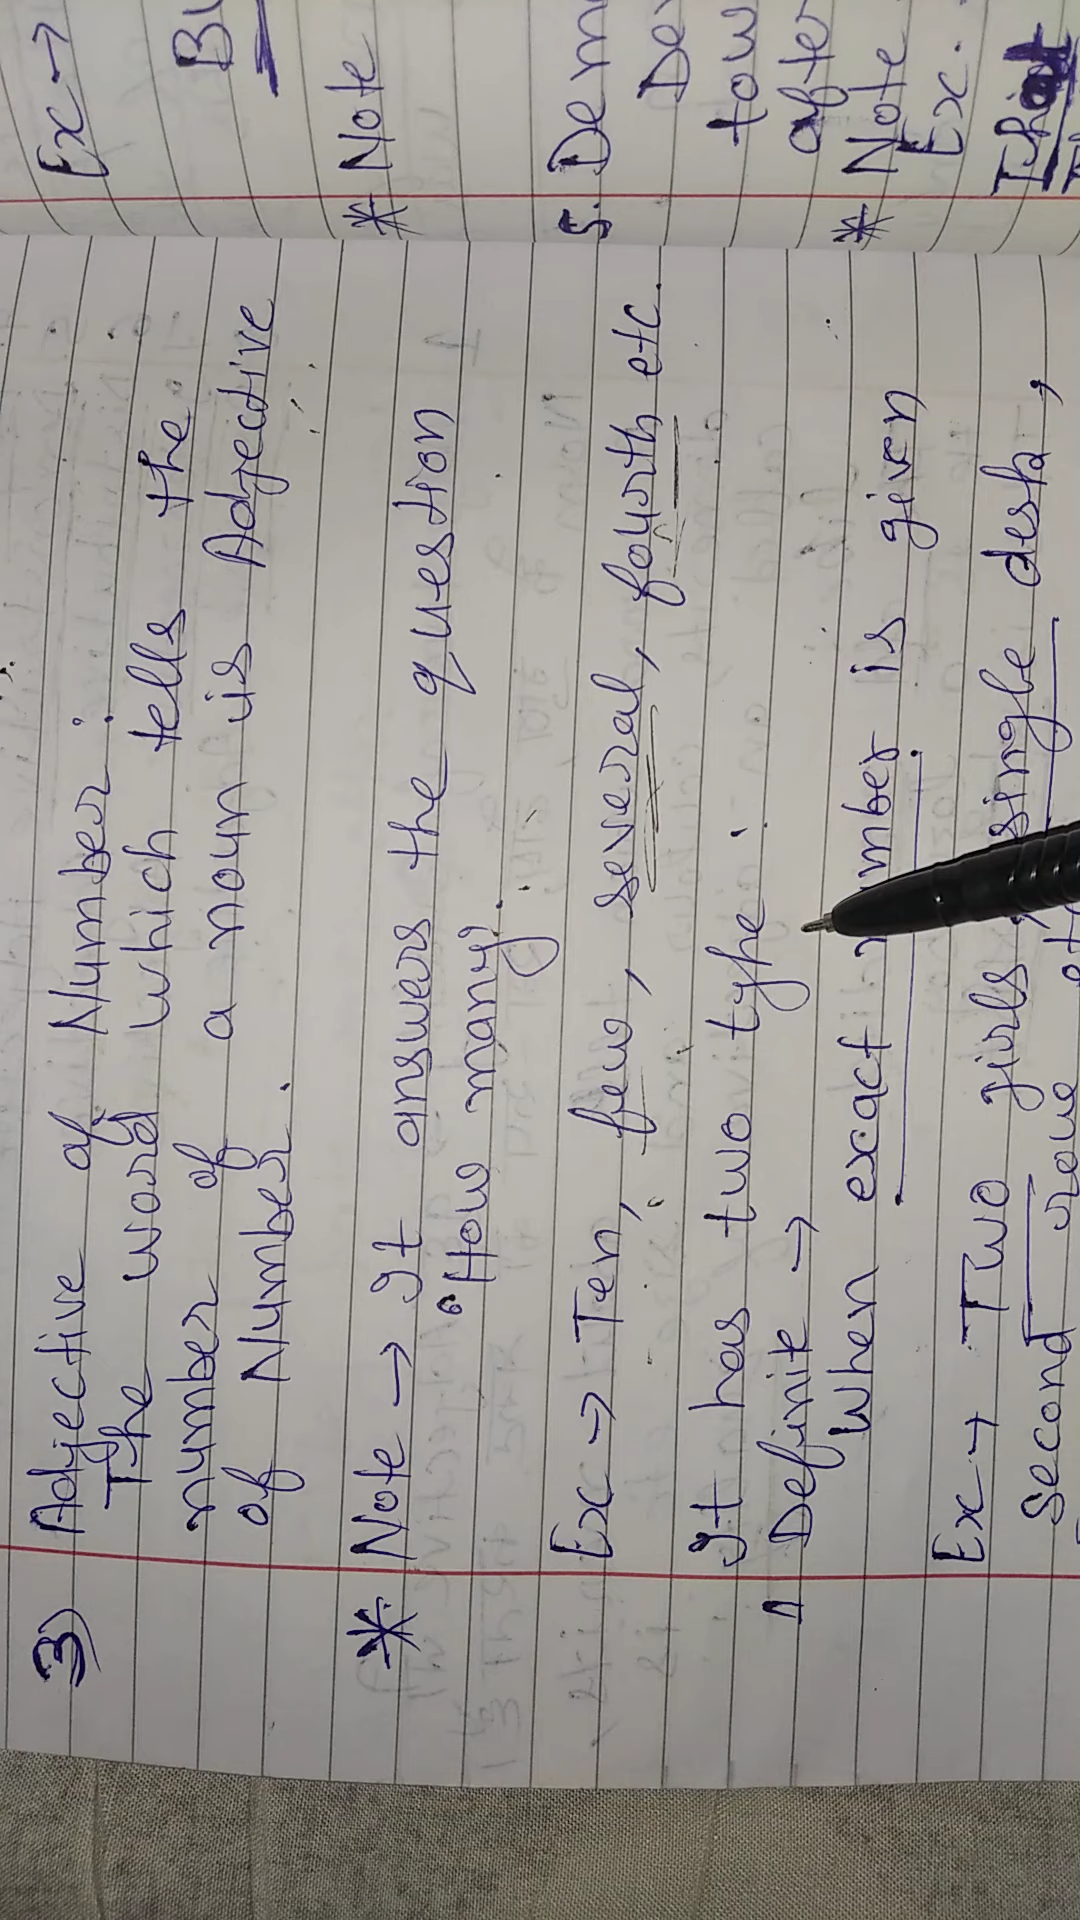 3) Adjective of Number :
The word which tells the
number of a noun is Adjective
of Number.
* Note → It answers the question
"How many".
Ex → Ten, few, several, fourth etc.
It has two type :
1 Definite →
When exact number is given
Ex → Two girls, single desk,
second row etc
Ex →
* Note
5. Dem
De
tow
after
* Note
Ex.